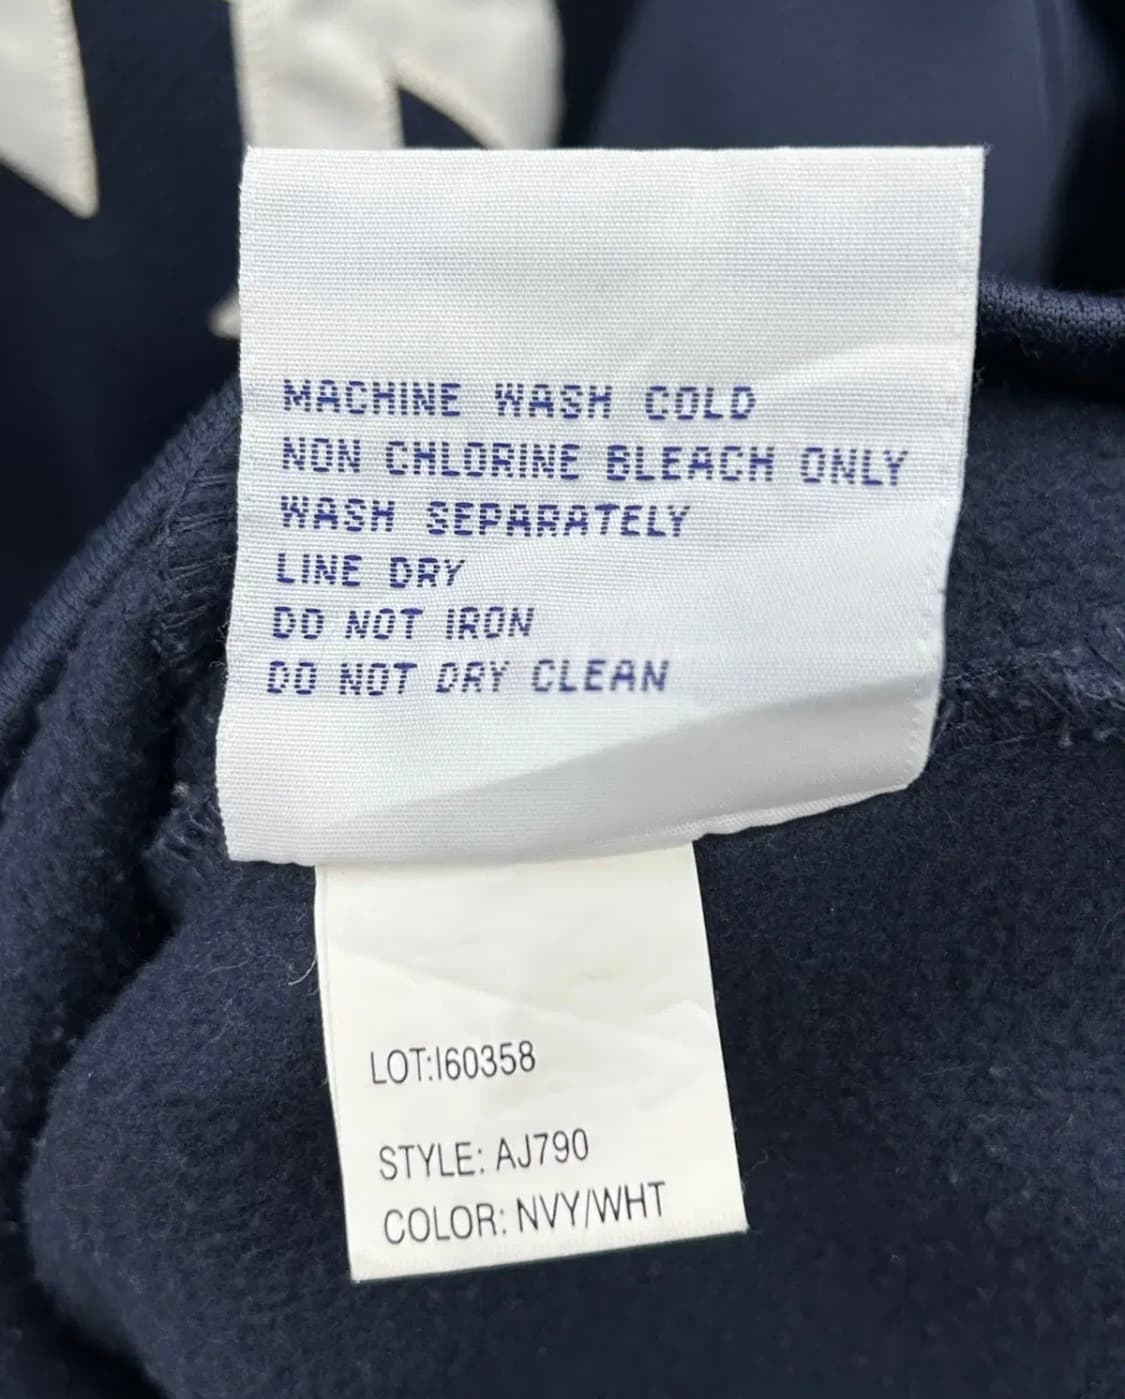 MACHINE WASH COLD
NON CHLORINE BLEACH ONLY
WASH SEPARATELY
LINE DRY
DO NOT IRON
DO NOT DRY CLEAN
LOT:I60358
STYLE: AJ790
COLOR: NVY/WHT